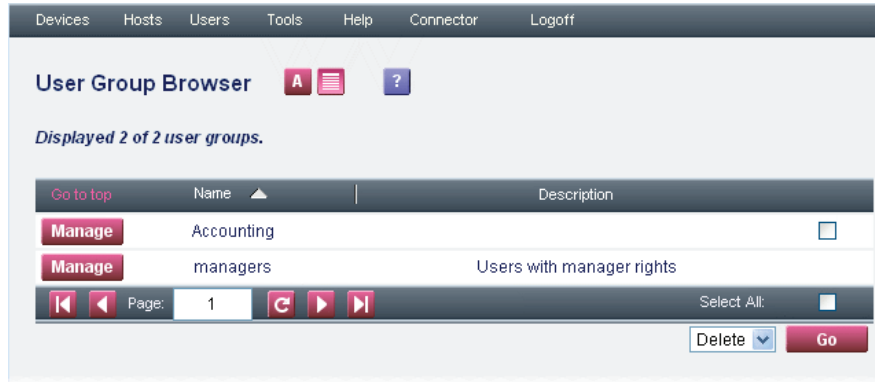 Devices Hosts Users Tools Help Connector Logoff
User Group Browser A ?
Displayed 2 of 2 user groups.
Go to top Name Description
Manage Accounting
Manage managers Users with manager rights
Page: 1 Select All:
Delete Go